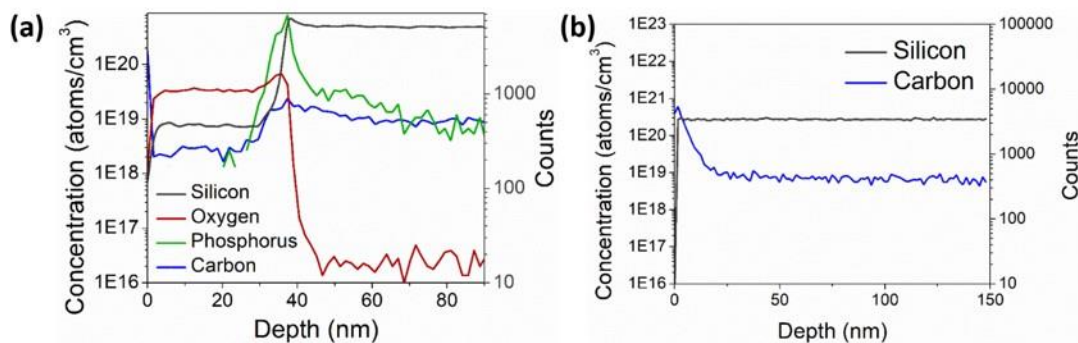 (a)
Concentration (atoms/cm³)
1E20
1E19
1E18
1E17
1E16
Silicon
Oxygen
Phosphorus
Carbon
1000
100
10
Counts
0 20 40 60 80
Depth (nm)
(b)
Concentration (atoms/cm³)
1E23
1E22
1E21
1E20
1E19
1E18
1E17
1E16
Silicon
Carbon
100000
10000
1000
100
10
Counts
0 50 100 150
Depth (nm)